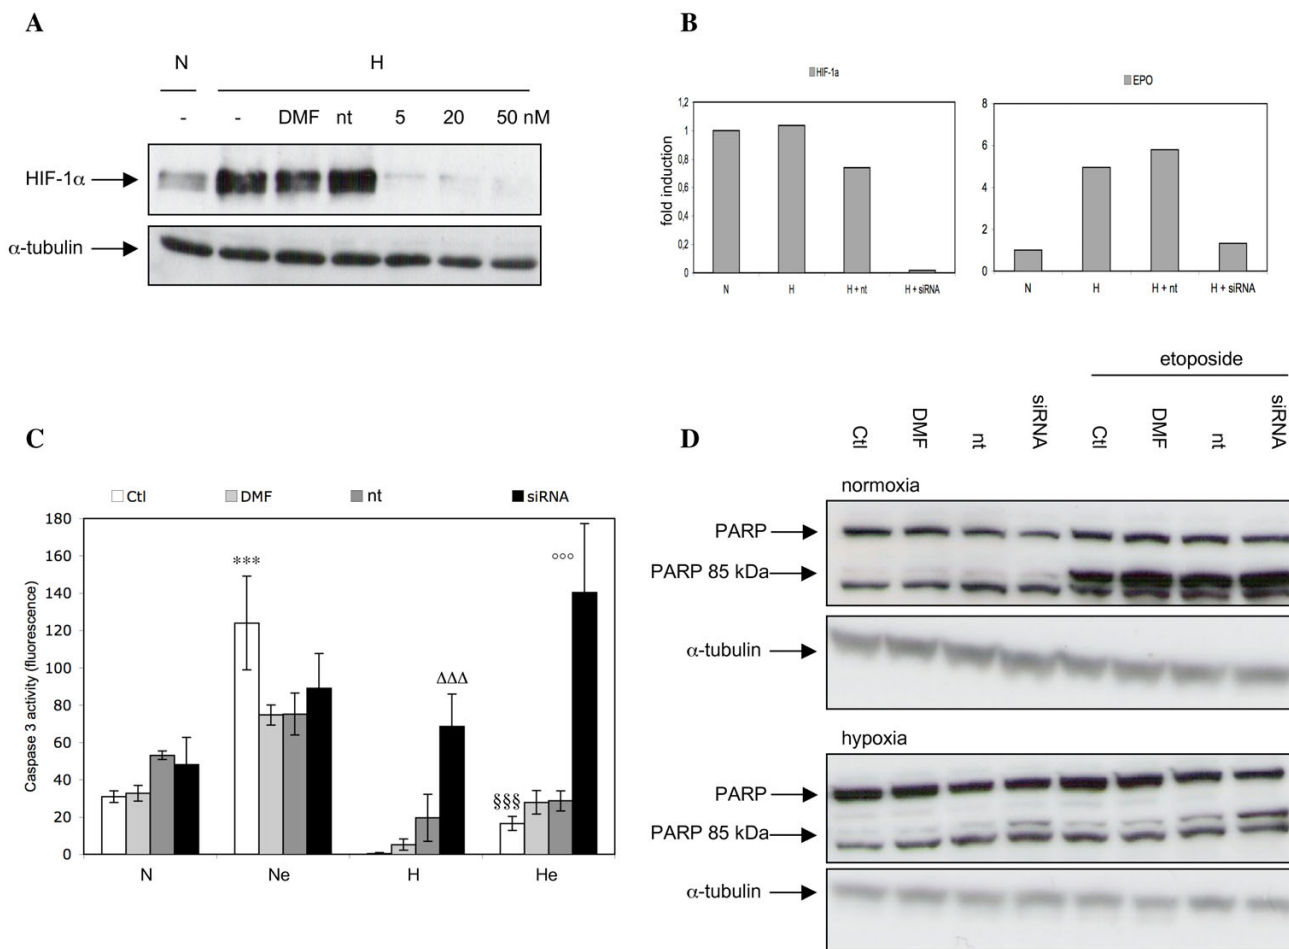 A
N H
- - DMF nt 5 20 50 nM
HIF-1α
α-tubulin
B
HIF-1a
fold induction
1,2
1
0,8
0,6
0,4
0,2
0
N H H + nt H + siRNA
EPO
8
6
4
2
0
N H H + nt H + siRNA
C
Ctl DMF nt siRNA
Caspase 3 activity (fluorescence)
180
160
140
120
100
80
60
40
20
0
***
ΔΔΔ
§§§
°°°
N Ne H He
D
etoposide
Ctl DMF nt siRNA Ctl DMF nt siRNA
normoxia
PARP
PARP 85 kDa
α-tubulin
hypoxia
PARP
PARP 85 kDa
α-tubulin